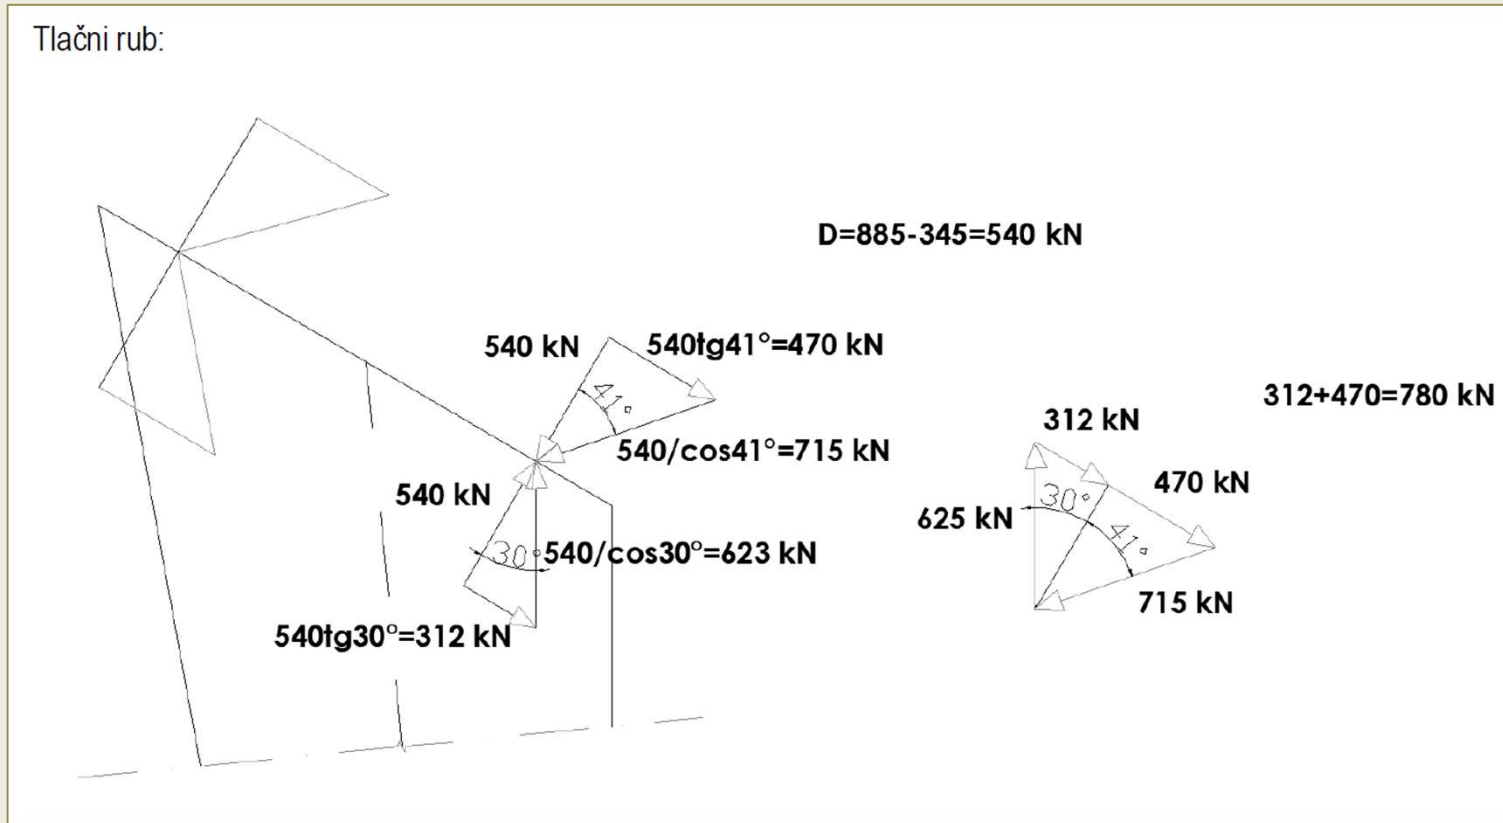 Tlačni rub:
D=885-345=540 kN
540 kN
540tg41°=470 kN
41°
540/cos41°=715 kN
540 kN
30°
540/cos30°=623 kN
540tg30°=312 kN
312+470=780 kN
312 kN
470 kN
30°
625 kN
41°
715 kN